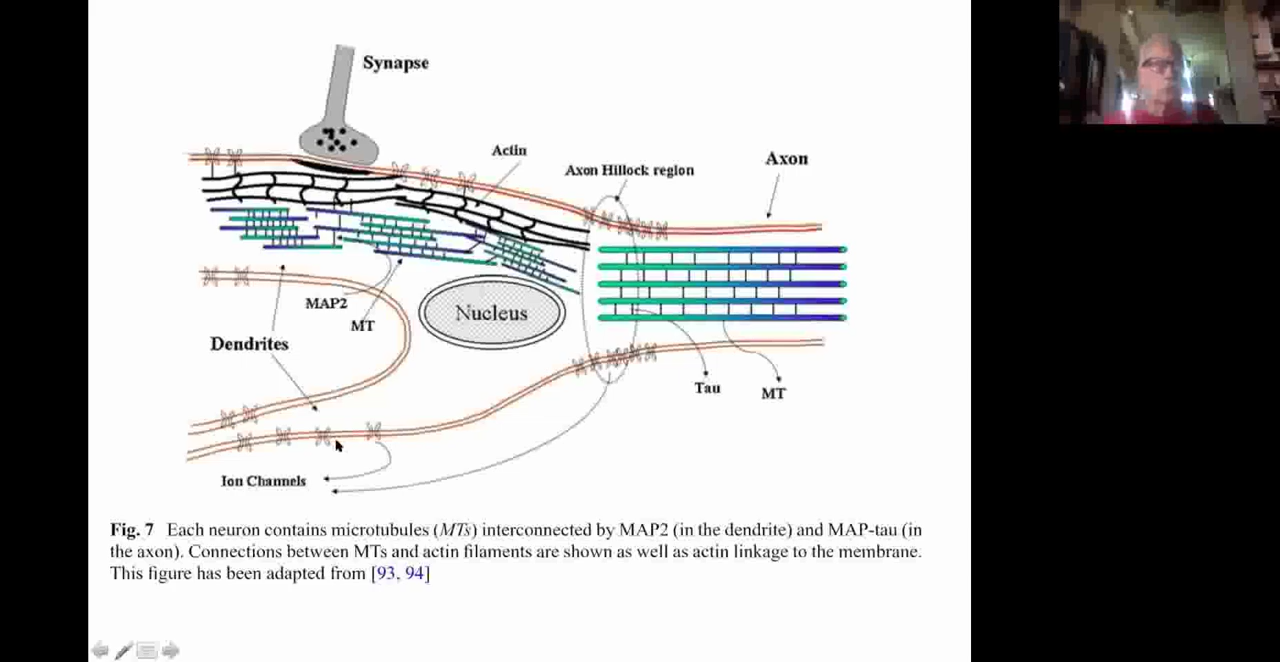 Synapse
Actin
Axon Hillock region
Axon
MAP2
MT
Nucleus
Dendrites
Tau
MT
Ion Channels
Fig. 7 Each neuron contains microtubules (MTs) interconnected by MAP2 (in the dendrite) and MAP-tau (in
the axon). Connections between MTs and actin filaments are shown as well as actin linkage to the membrane.
This figure has been adapted from [93, 94]